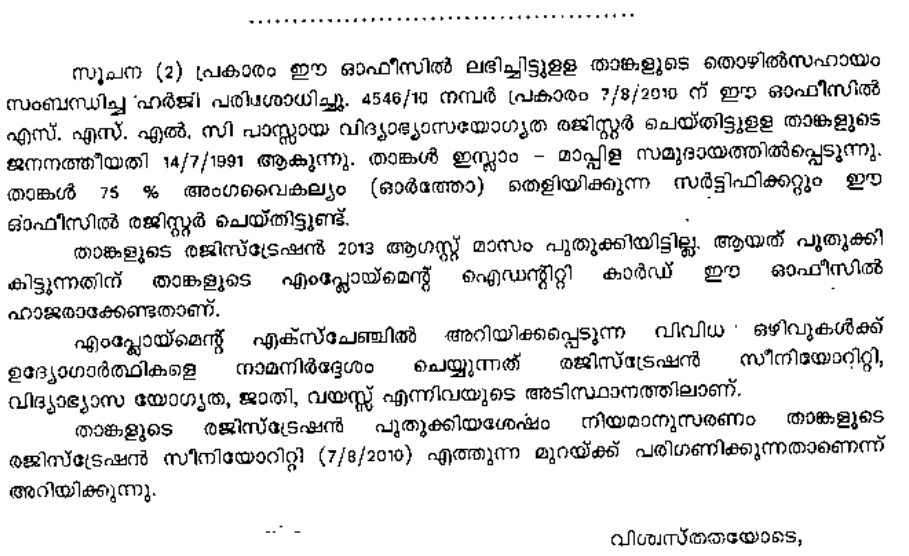 സൂചന (2) പ്രകാരം ഈ ഓഫീസിൽ ലഭിച്ചിട്ടുളള താങ്കളുടെ തൊഴിൽസഹായം
സംബന്ധിച്ച ഹർജി പരിശോധിച്ചു. 4546/10 നമ്പർ പ്രകാരം 7/8/2010 ന് ഈ ഓഫീസിൽ
എസ്. എസ്. എൽ. സി പാസ്സായ വിദ്യാഭ്യാസയോഗ്യത രജിസ്റ്റർ ചെയ്തിട്ടുളള താങ്കളുടെ
ജനനത്തീയതി 14/7/1991 ആകുന്നു. താങ്കൾ ഇസ്ലാം – മാപ്പിള സമുദായത്തിൽപ്പെടുന്നു.
താങ്കൾ 75 % അംഗവൈകല്യം (ഓർത്തോ) തെളിയിക്കുന്ന സർട്ടിഫിക്കറ്റും ഈ
ഓഫീസിൽ രജിസ്റ്റർ ചെയ്തിട്ടുണ്ട്.
താങ്കളുടെ രജിസ്ട്രേഷൻ 2013 ആഗസ്റ്റ് മാസം പുതുക്കിയിട്ടില്ല. ആയത് പുതുക്കി
കിട്ടുന്നതിന് താങ്കളുടെ എംപ്ലോയ്മെന്റ് ഐഡന്റിറ്റി കാർഡ് ഈ ഓഫീസിൽ
ഹാജരാക്കേണ്ടതാണ്.
എംപ്ലോയ്മെന്റ് എക്സ്ചേഞ്ചിൽ അറിയിക്കപ്പെടുന്ന വിവിധ ഒഴിവുകൾക്ക്
ഉദ്യോഗാർത്ഥികളെ നാമനിർദ്ദേശം ചെയ്യുന്നത് രജിസ്ട്രേഷൻ സീനിയോറിറ്റി,
വിദ്യാഭ്യാസ യോഗ്യത, ജാതി, വയസ്സ് എന്നിവയുടെ അടിസ്ഥാനത്തിലാണ്.
താങ്കളുടെ രജിസ്ട്രേഷൻ പുതുക്കിയശേഷം നിയമാനുസരണം താങ്കളുടെ
രജിസ്ട്രേഷൻ സീനിയോറിറ്റി (7/8/2010) എത്തുന്ന മുറയ്ക്ക് പരിഗണിക്കുന്നതാണെന്ന്
അറിയിക്കുന്നു.
വിശ്വസ്തതയോടെ,